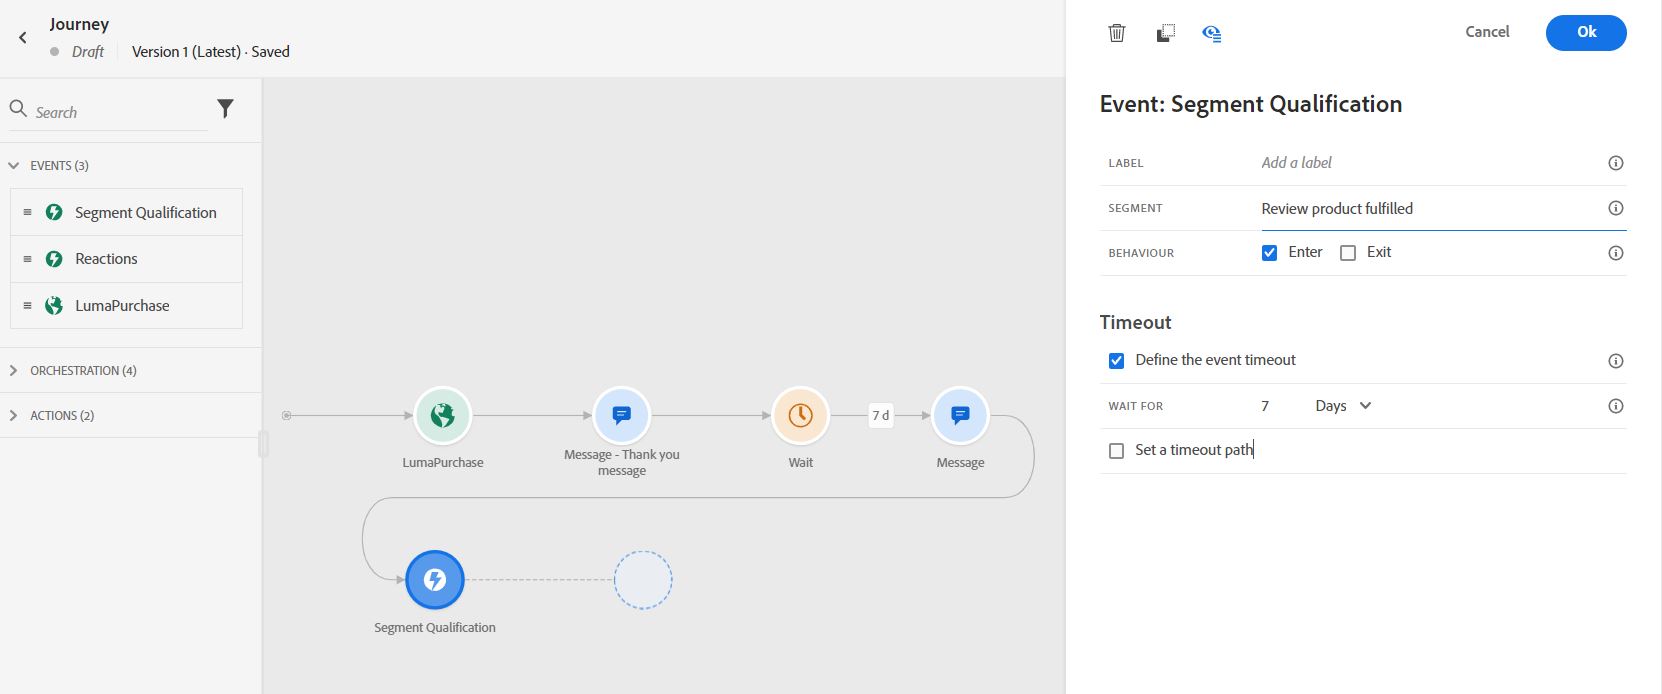 Journey
Draft
Version 1 (Latest) · Saved
Cancel
Ok
Search
EVENTS (3)
Segment Qualification
Reactions
LumaPurchase
ORCHESTRATION (4)
ACTIONS (2)
LumaPurchase
Message - Thank you
message
Wait
7 d
Message
Segment Qualification
Event: Segment Qualification
LABEL
Add a label
SEGMENT
Review product fulfilled
BEHAVIOUR
Enter
Exit
Timeout
Define the event timeout
WAIT FOR
7
Days
Set a timeout path